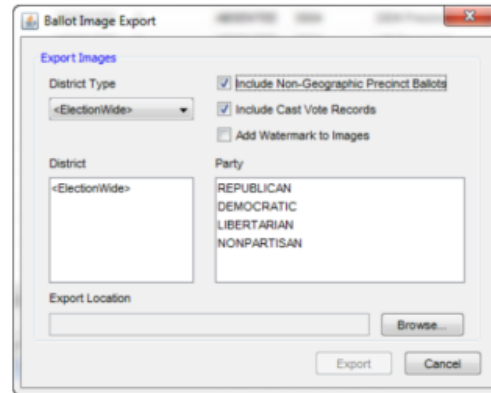 Ballot Image Export
Export Images
District Type
<ElectionWide>
Include Non-Geographic Precinct Ballots
Include Cast Vote Records
Add Watermark to Images
District
<ElectionWide>
Party
REPUBLICAN
DEMOCRATIC
LIBERTARIAN
NONPARTISAN
Export Location
Browse...
Export
Cancel